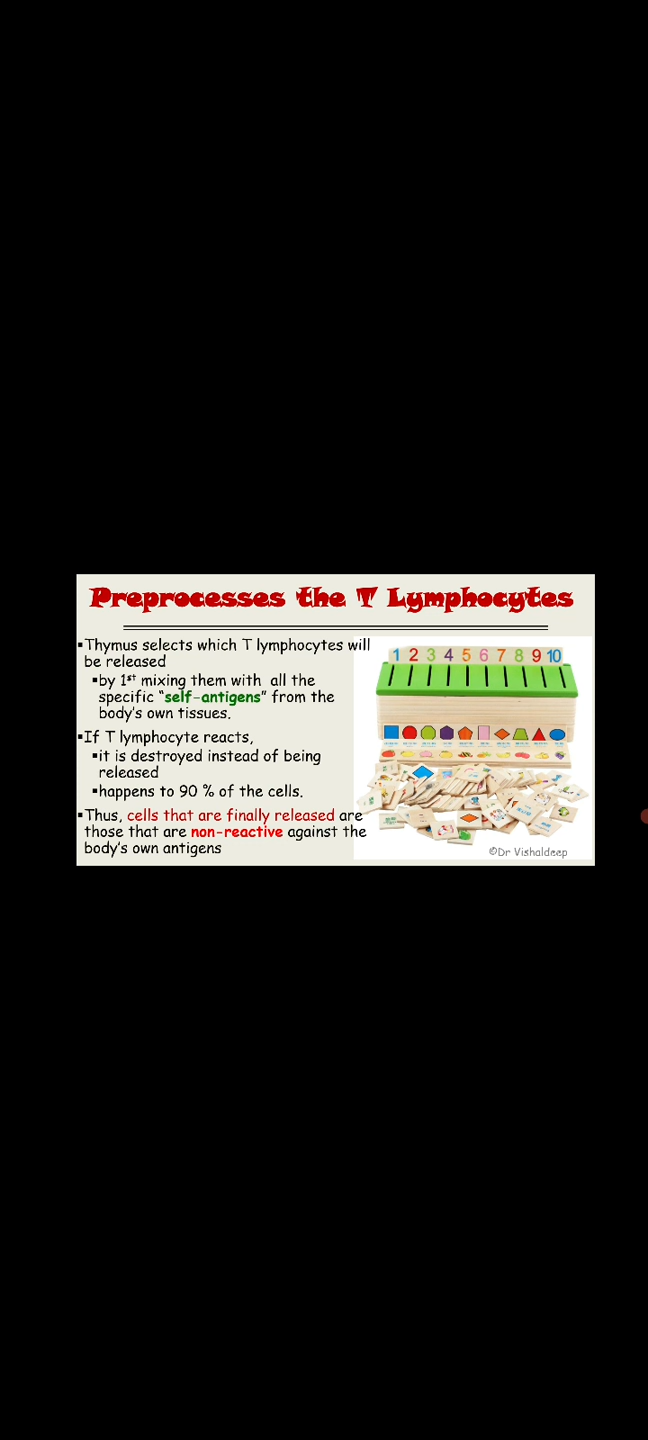 Preprocesses the T Lymphocytes
▪Thymus selects which T lymphocytes will
be released
▪by 1st mixing them with all the
specific “self-antigens” from the
body’s own tissues.
▪If T lymphocyte reacts,
▪it is destroyed instead of being
released
▪happens to 90 % of the cells.
▪Thus, cells that are finally released are
those that are non-reactive against the
body’s own antigens
1 2 3 4 5 6 7 8 9 10
©Dr Vishaldeep